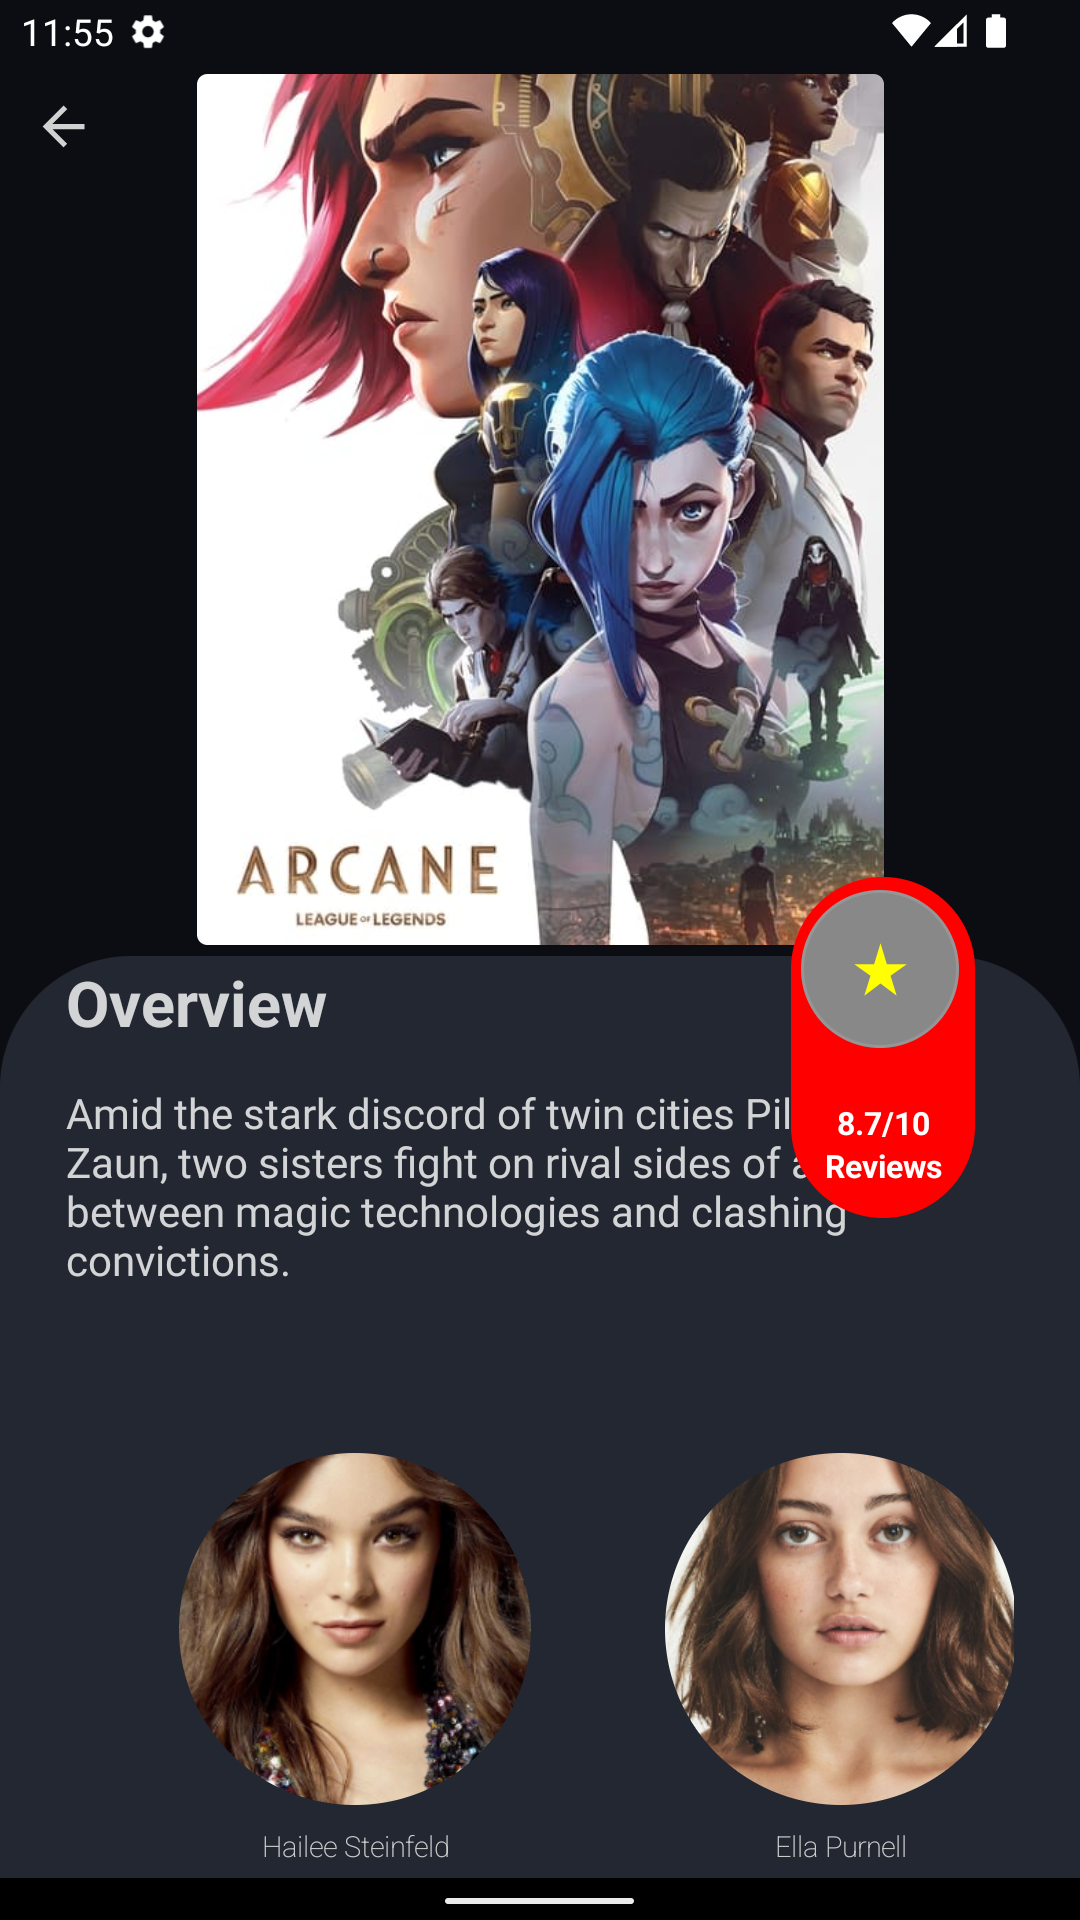 11:55
ARCANE
LEAGUE OF LEGENDS
Overview
Amid the stark discord of twin cities Pil
Zaun, two sisters fight on rival sides of a
between magic technologies and clashing
convictions.
8.7/10
Reviews
Hailee Steinfeld
Ella Purnell